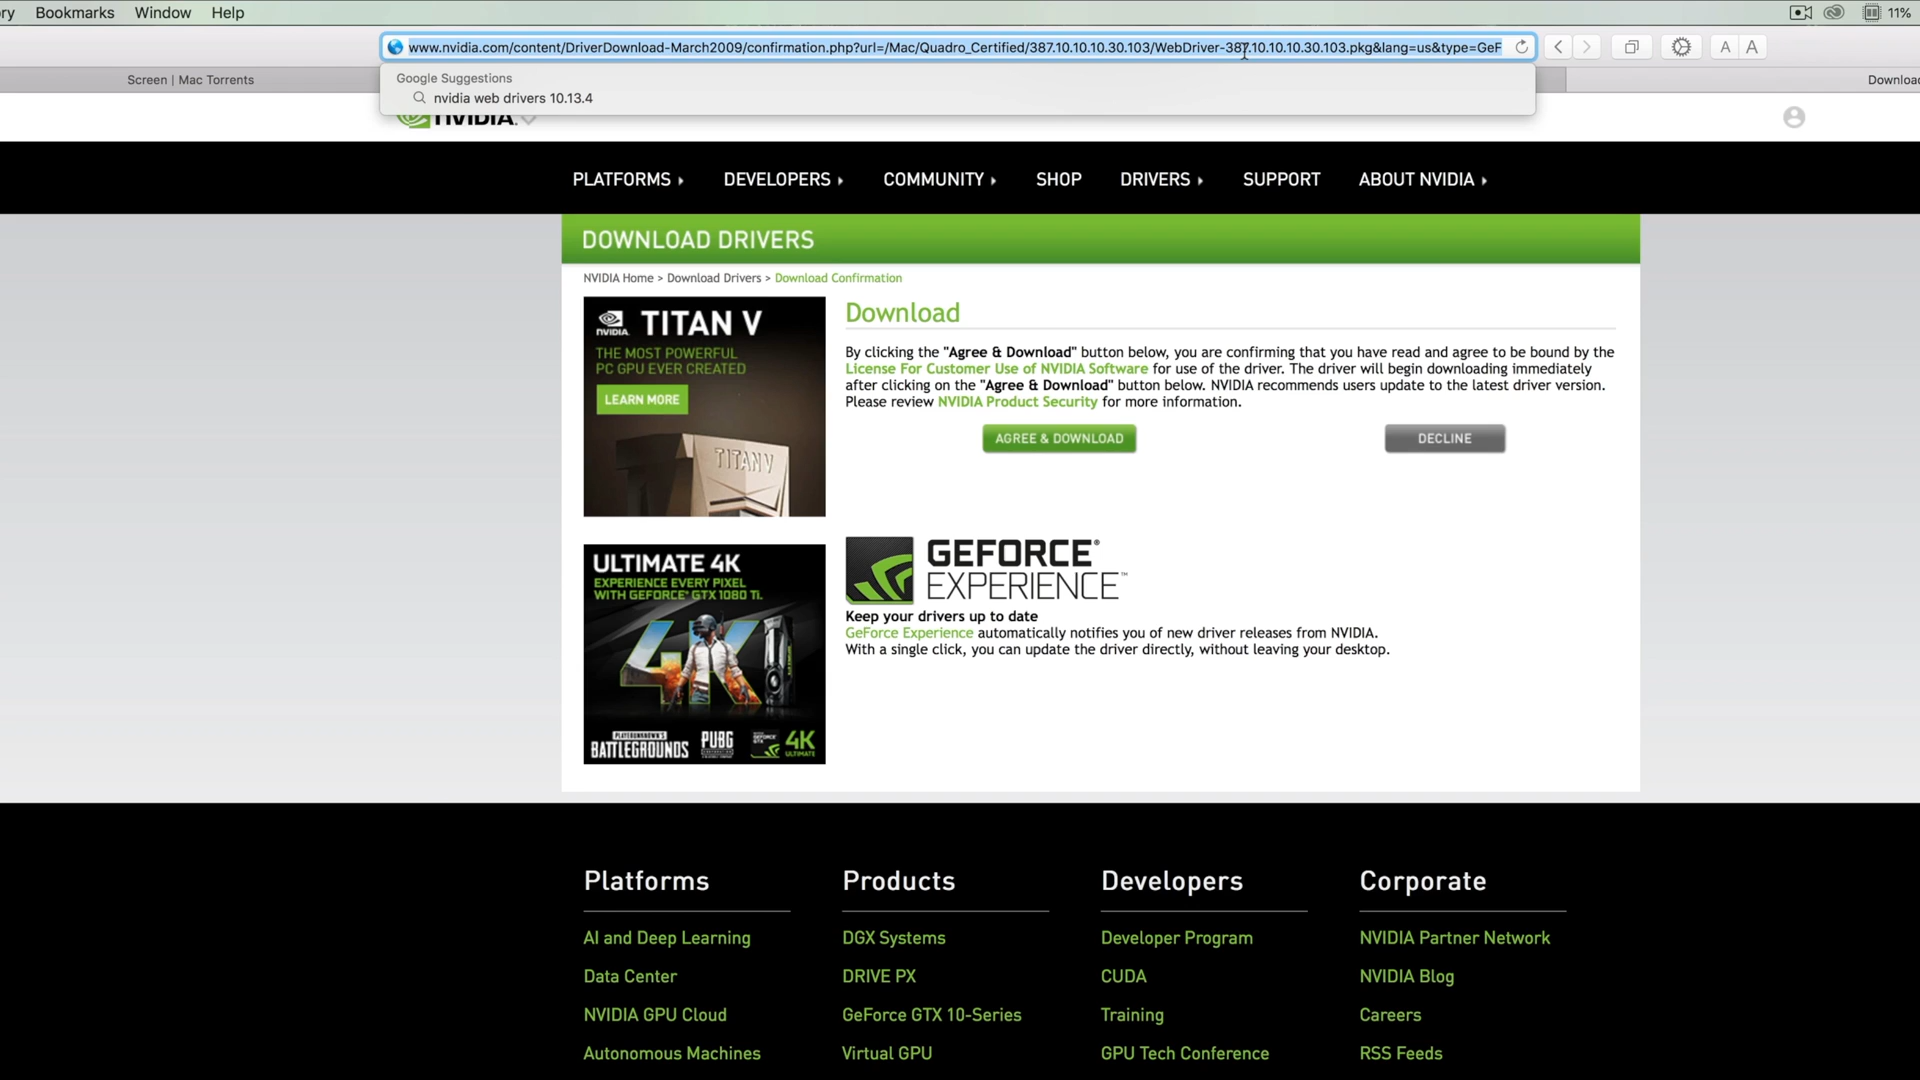 ry Bookmarks Window Help 11%
www.nvidia.com/content/DriverDownload-March2009/confirmation.php?url=/Mac/Quadro_Certified/387.10.10.10.30.103/WebDriver-387.10.10.10.30.103.pkg&lang=us&type=GeF A A
Screen | Mac Torrents Download
Google Suggestions
nvidia web drivers 10.13.4
NVIDIA.
PLATFORMS DEVELOPERS COMMUNITY SHOP DRIVERS SUPPORT ABOUT NVIDIA
DOWNLOAD DRIVERS
NVIDIA Home > Download Drivers > Download Confirmation
NVIDIA. TITAN V
THE MOST POWERFUL
PC GPU EVER CREATED
LEARN MORE
TITAN V
Download
By clicking the "Agree & Download" button below, you are confirming that you have read and agree to be bound by the
License For Customer Use of NVIDIA Software for use of the driver. The driver will begin downloading immediately
after clicking on the "Agree & Download" button below. NVIDIA recommends users update to the latest driver version.
Please review NVIDIA Product Security for more information.
AGREE & DOWNLOAD DECLINE
ULTIMATE 4K
EXPERIENCE EVERY PIXEL
WITH GEFORCE® GTX 1080 Ti.
4K
PLAYERUNKNOWN'S
BATTLEGROUNDS PUBG GEFORCE GTX 4K
ULTIMATE
GEFORCE®
EXPERIENCE™
Keep your drivers up to date
GeForce Experience automatically notifies you of new driver releases from NVIDIA.
With a single click, you can update the driver directly, without leaving your desktop.
Platforms Products Developers Corporate
AI and Deep Learning DGX Systems Developer Program NVIDIA Partner Network
Data Center DRIVE PX CUDA NVIDIA Blog
NVIDIA GPU Cloud GeForce GTX 10-Series Training Careers
Autonomous Machines Virtual GPU GPU Tech Conference RSS Feeds